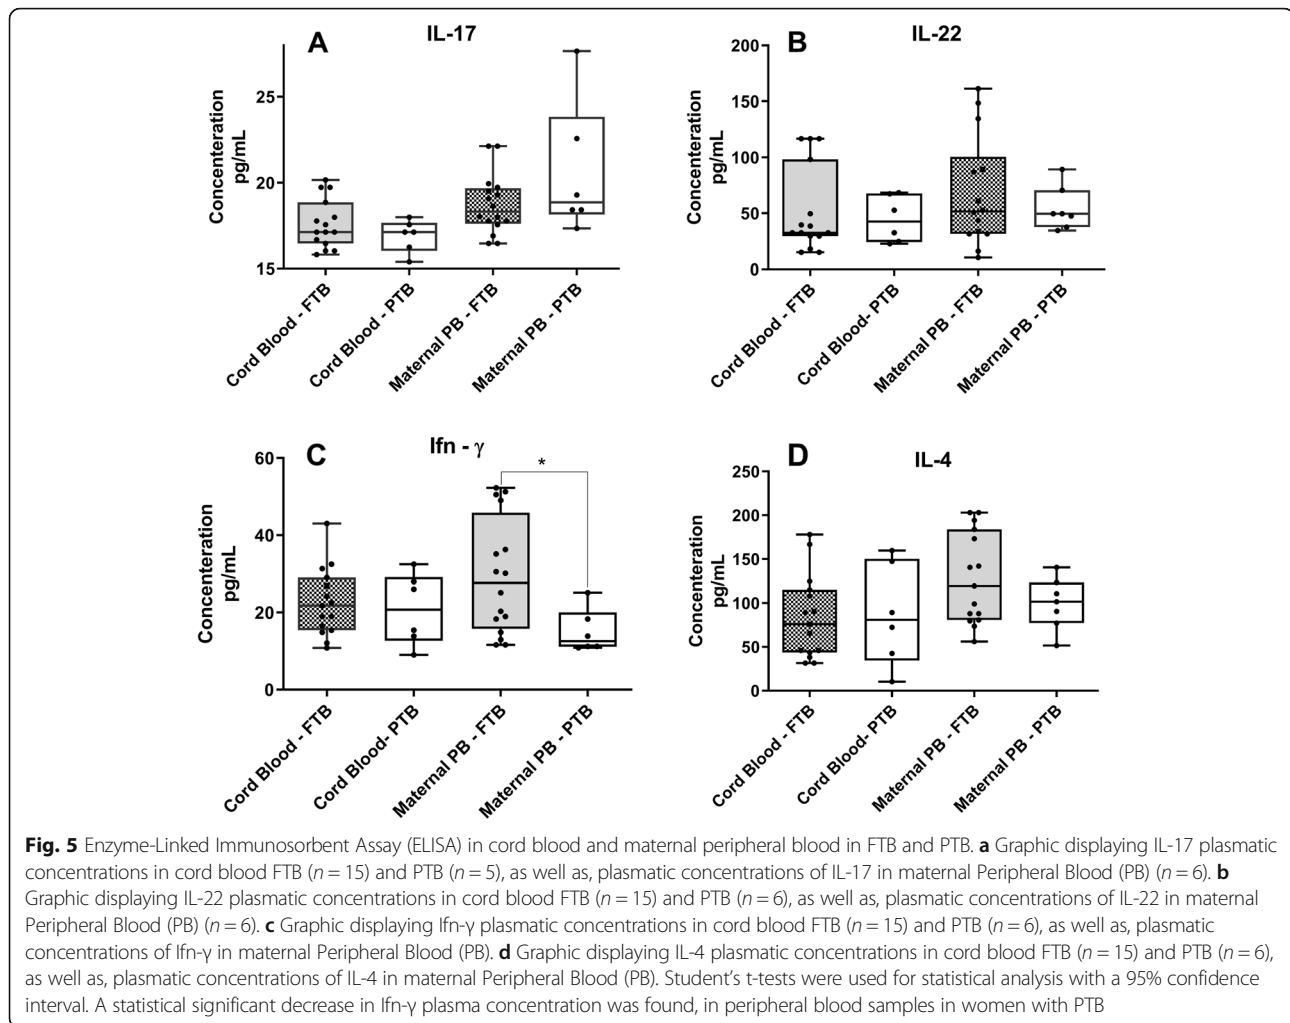 A
IL-17
Concenteration
pg/mL
25
20
15
Cord Blood - FTB
Cord Blood- PTB
Maternal PB - FTB
Maternal PB - PTB
B
IL-22
Concenteration
pg/mL
200
150
100
50
0
Cord Blood - FTB
Cord Blood- PTB
Maternal PB - FTB
Maternal PB - PTB
C
Ifn - γ
*
Concenteration
pg/mL
60
40
20
0
Cord Blood - FTB
Cord Blood- PTB
Maternal PB - FTB
Maternal PB - PTB
D
IL-4
Concenteration
pg/mL
250
200
150
100
50
0
Cord Blood - FTB
Cord Blood- PTB
Maternal PB - FTB
Maternal PB - PTB
Fig. 5 Enzyme-Linked Immunosorbent Assay (ELISA) in cord blood and maternal peripheral blood in FTB and PTB. a Graphic displaying IL-17 plasmatic
concentrations in cord blood FTB (n = 15) and PTB (n = 5), as well as, plasmatic concentrations of IL-17 in maternal Peripheral Blood (PB) (n = 6). b
Graphic displaying IL-22 plasmatic concentrations in cord blood FTB (n = 15) and PTB (n = 6), as well as, plasmatic concentrations of IL-22 in maternal
Peripheral Blood (PB) (n = 6). c Graphic displaying Ifn-γ plasmatic concentrations in cord blood FTB (n = 15) and PTB (n = 6), as well as, plasmatic
concentrations of Ifn-γ in maternal Peripheral Blood (PB). d Graphic displaying IL-4 plasmatic concentrations in cord blood FTB (n = 15) and PTB (n = 6),
as well as, plasmatic concentrations of IL-4 in maternal Peripheral Blood (PB). Student's t-tests were used for statistical analysis with a 95% confidence
interval. A statistical significant decrease in Ifn-γ plasma concentration was found, in peripheral blood samples in women with PTB